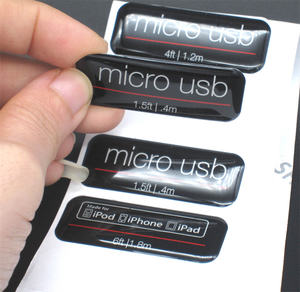 micro usb
4ft | 1.2m
micro usb
1.5ft | .4m
micro usb
1.5ft | .4m
Made for
iPod iPhone iPad
6ft | 1.8m